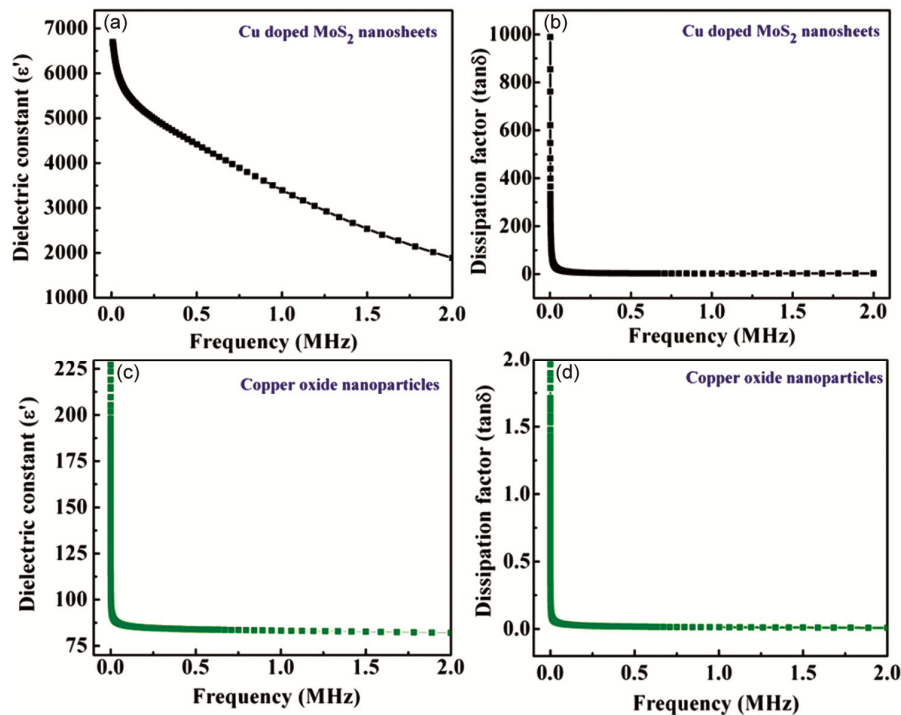 (a)
Cu doped MoS2 nanosheets
Dielectric constant (ε')
7000
6000
5000
4000
3000
2000
1000
0.0 0.5 1.0 1.5 2.0
Frequency (MHz)
(b)
Cu doped MoS2 nanosheets
Dissipation factor (tanδ)
1000
800
600
400
200
0
0.0 0.5 1.0 1.5 2.0
Frequency (MHz)
(c)
Copper oxide nanoparticles
Dielectric constant (ε')
225
200
175
150
125
100
75
0.0 0.5 1.0 1.5 2.0
Frequency (MHz)
(d)
Copper oxide nanoparticles
Dissipation factor (tanδ)
2.0
1.5
1.0
0.5
0.0
0.0 0.5 1.0 1.5 2.0
Frequency (MHz)